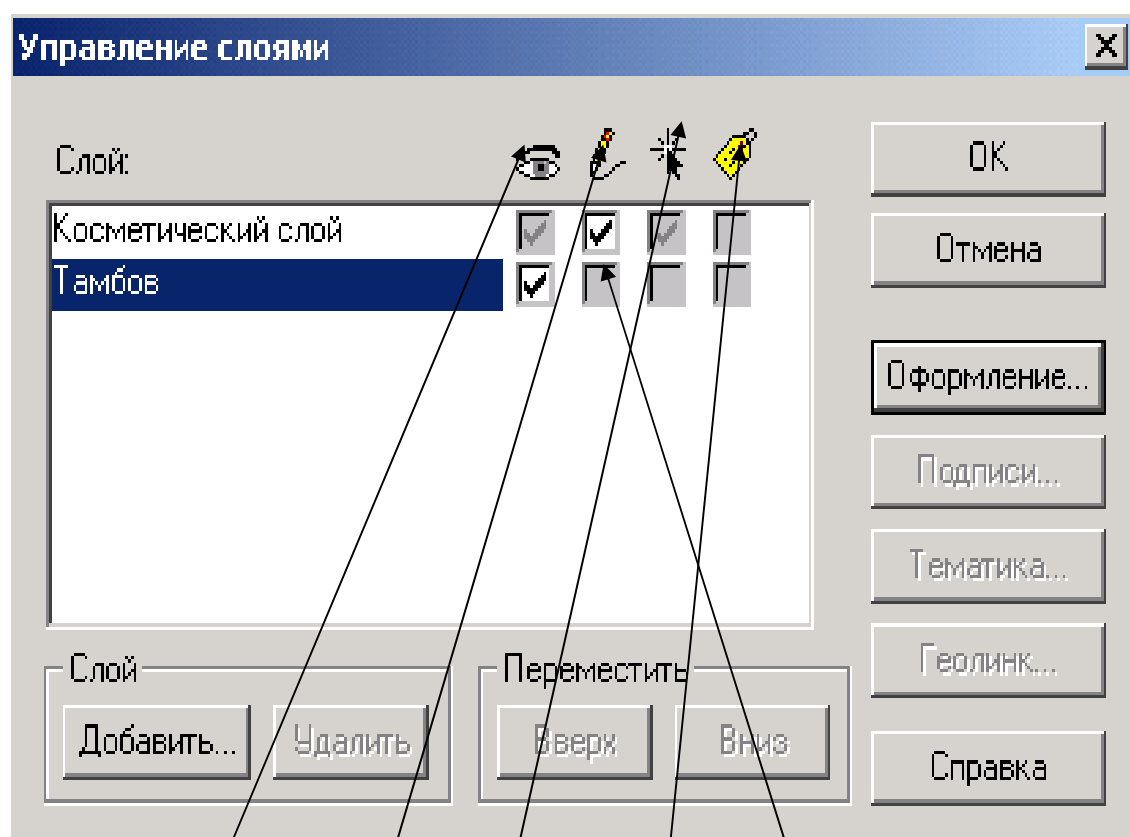 Управление слоями
Слой:
OK
Косметический слой
Отмена
Тамбов
Оформление...
Подписи...
Тематика...
Геолинк...
Слой
Переместить
Добавить...
Удалить
Вверх
Вниз
Справка